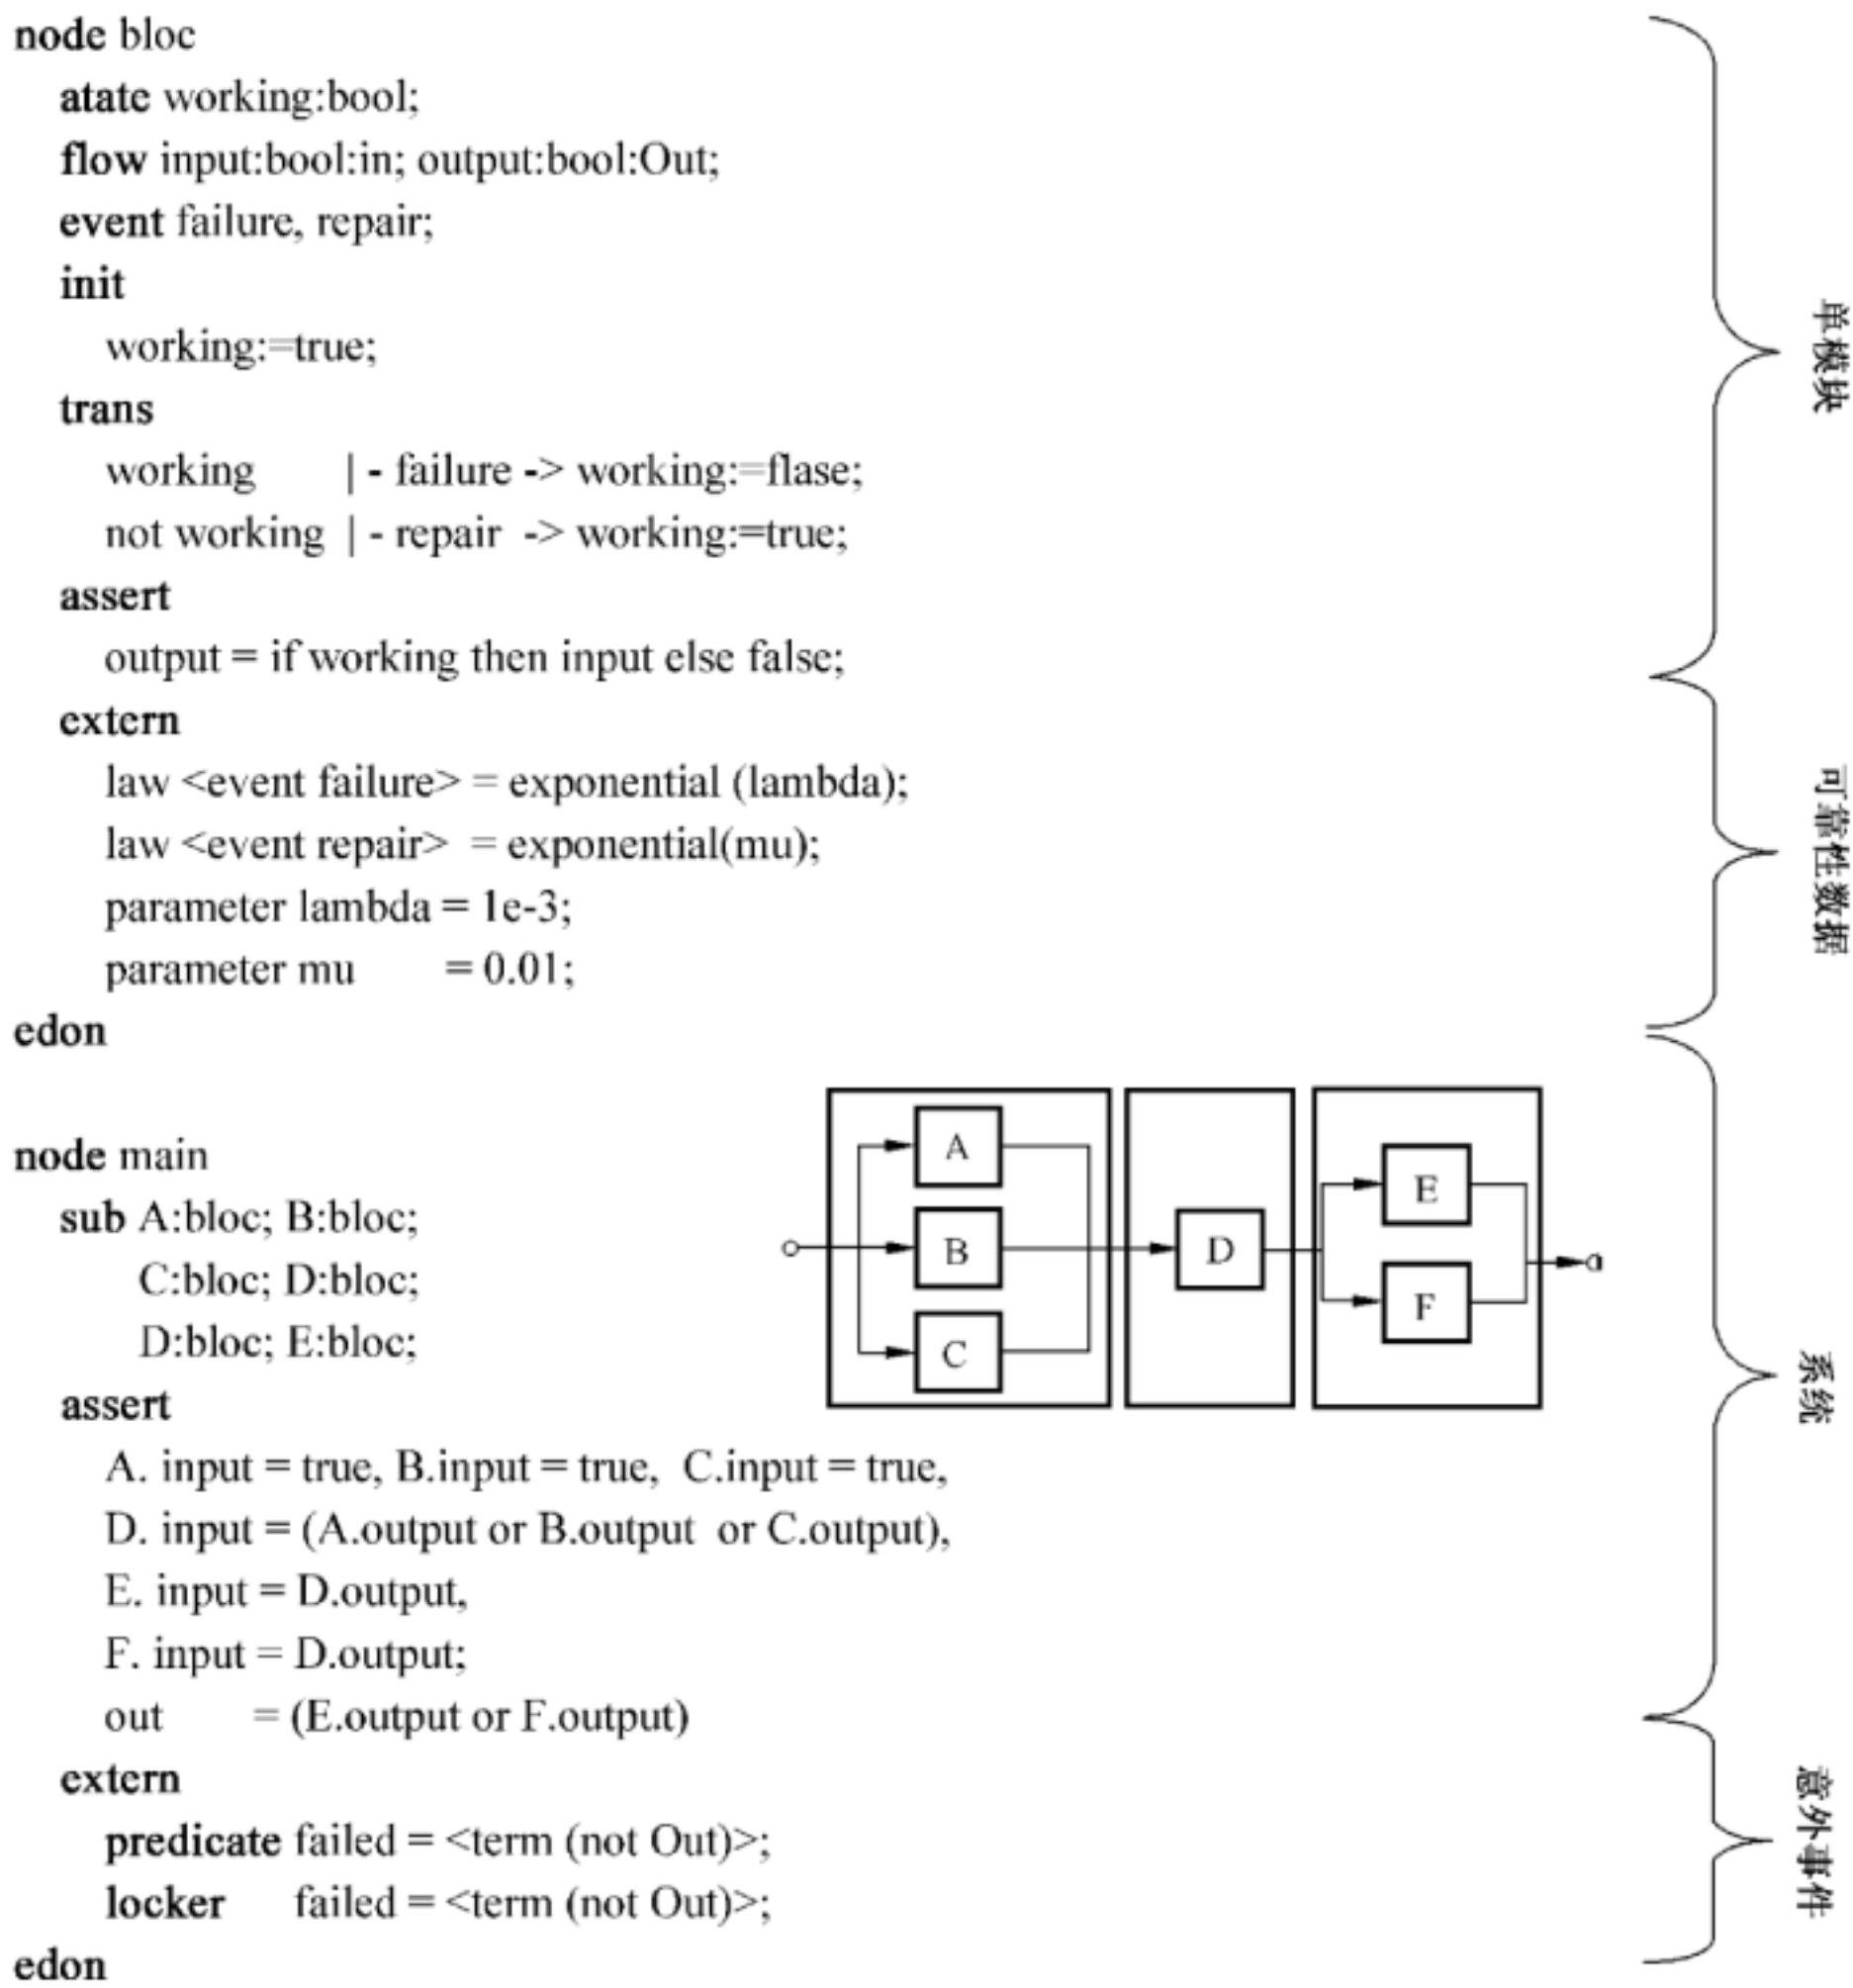 node bloc
atate working:bool;
flow input:bool:in; output:bool:Out;
event failure, repair;
init
working:=true;
trans
working | - failure -> working:=flase;
not working | - repair -> working:=true;
assert
output = if working then input else false;
单模块
extern
law <event failure> = exponential (lambda);
law <event repair> = exponential(mu);
parameter lambda = 1e-3;
parameter mu = 0.01;
edon
可靠性数据
node main
sub A:bloc; B:bloc;
C:bloc; D:bloc;
D:bloc; E:bloc;
A
B
C
D
E
F
assert
A. input = true, B.input = true, C.input = true,
D. input = (A.output or B.output or C.output),
E. input = D.output,
F. input = D.output;
out = (E.output or F.output)
系统
extern
predicate failed = <term (not Out)>;
locker failed = <term (not Out)>;
edon
意外事件